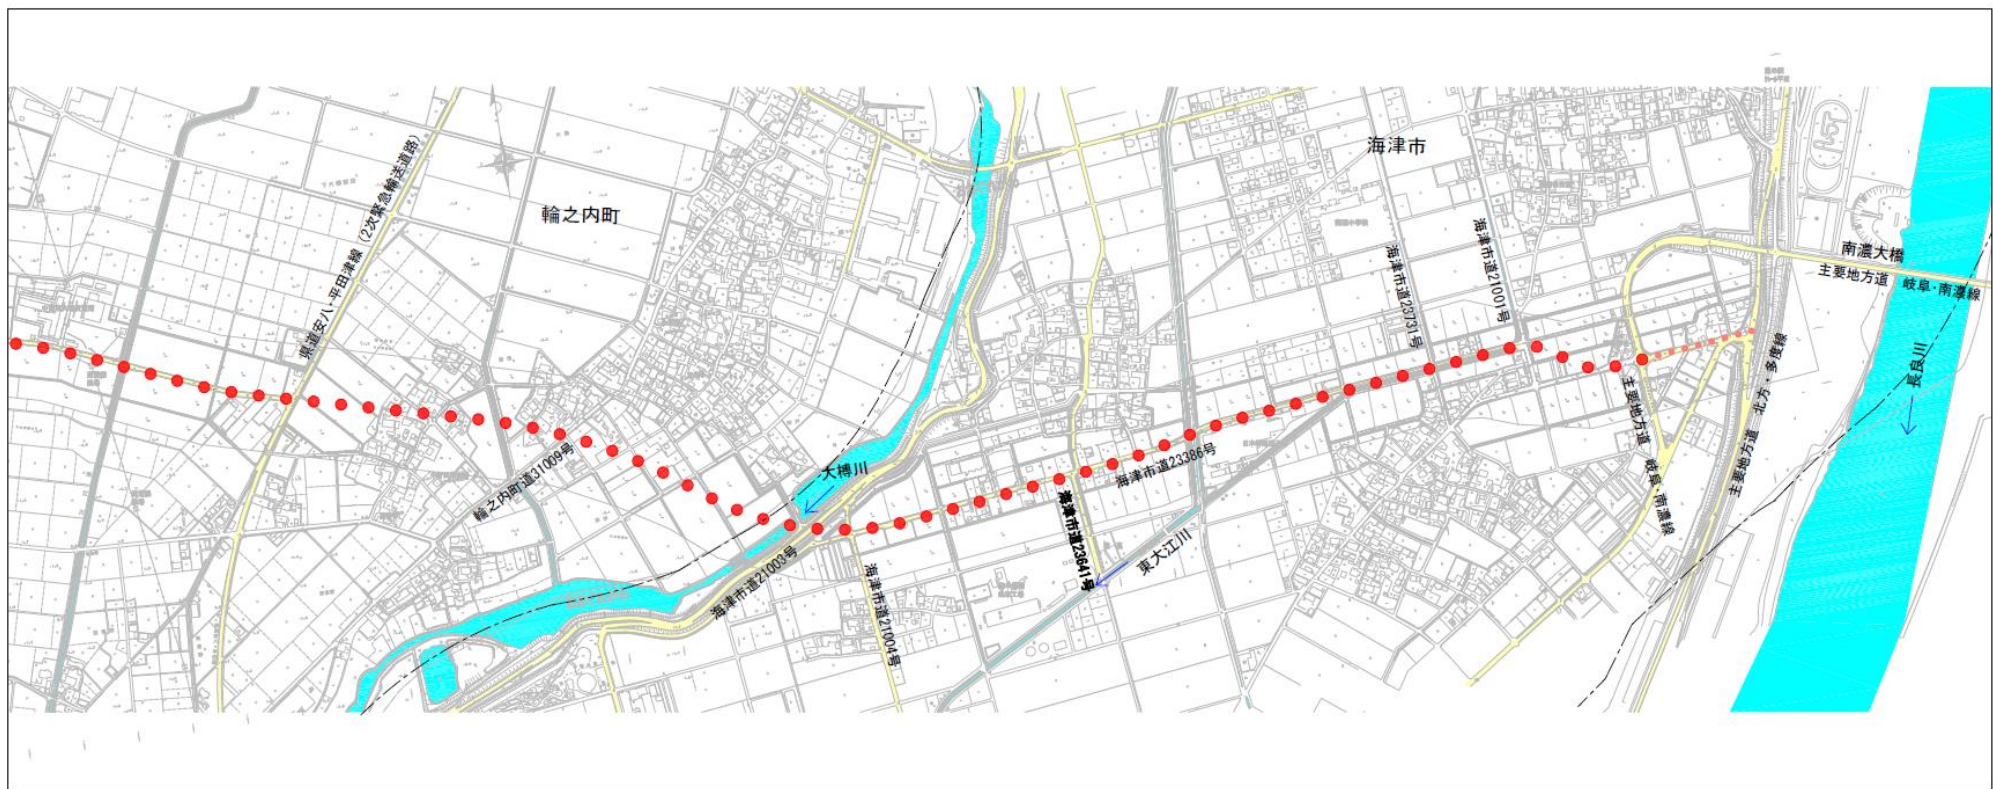 海津市
輪之内町
県道安八・平田津線（2次緊急輸送道路）
海津市道21001号
海津市道23731号
南濃大橋
主要地方道 岐阜・南濃線
長良川
主要地方道 北方・多度線
主要地方道 岐阜・南濃線
輪之内町道31009号
大榑川
海津市道23386号
海津市道23641号
東大江川
海津市道21003号
海津市道21004号